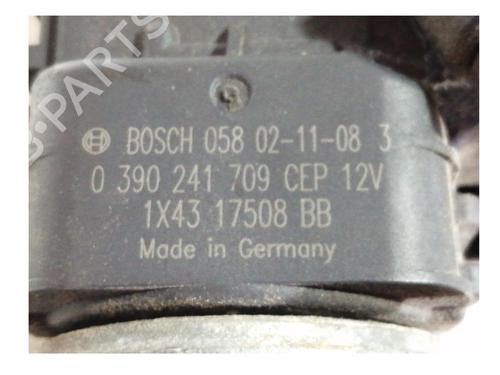 BOSCH 058 02-11-08 3
0 390 241 709 CEP 12V
1X43 17508 BB
Made in Germany
B-PARTS